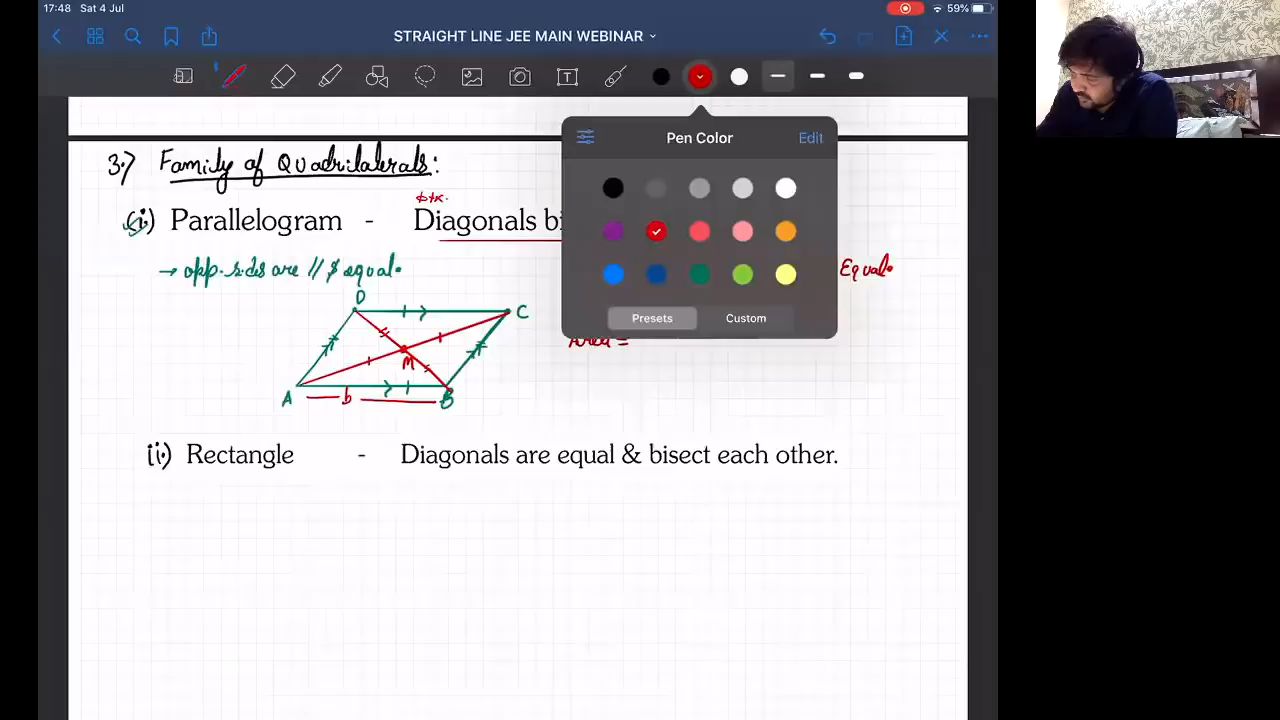 17:48 Sat 4 Jul 59%
STRAIGHT LINE JEE MAIN WEBINAR
Pen Color Edit
Presets Custom
3.) Family of Quadrilaterals:
(i) Parallelogram - Diagonals bi
→ opp. sides are // & equal. Equal.
D C
M
A b B
Area =
(ii) Rectangle - Diagonals are equal & bisect each other.